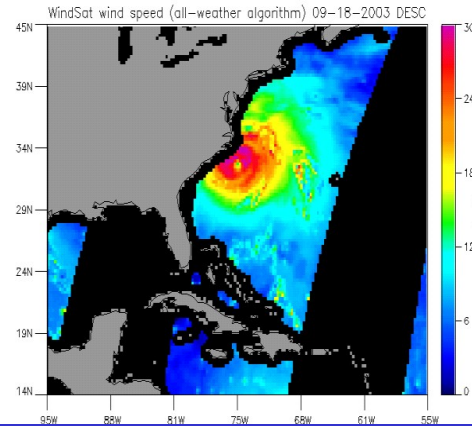 WindSat wind speed (all-weather algorithm) 09-18-2003 DESC
45N
39N
34N
29N
24N
19N
14N
95W 88W 81W 75W 68W 61W 55W
30
24
18
12
6
0